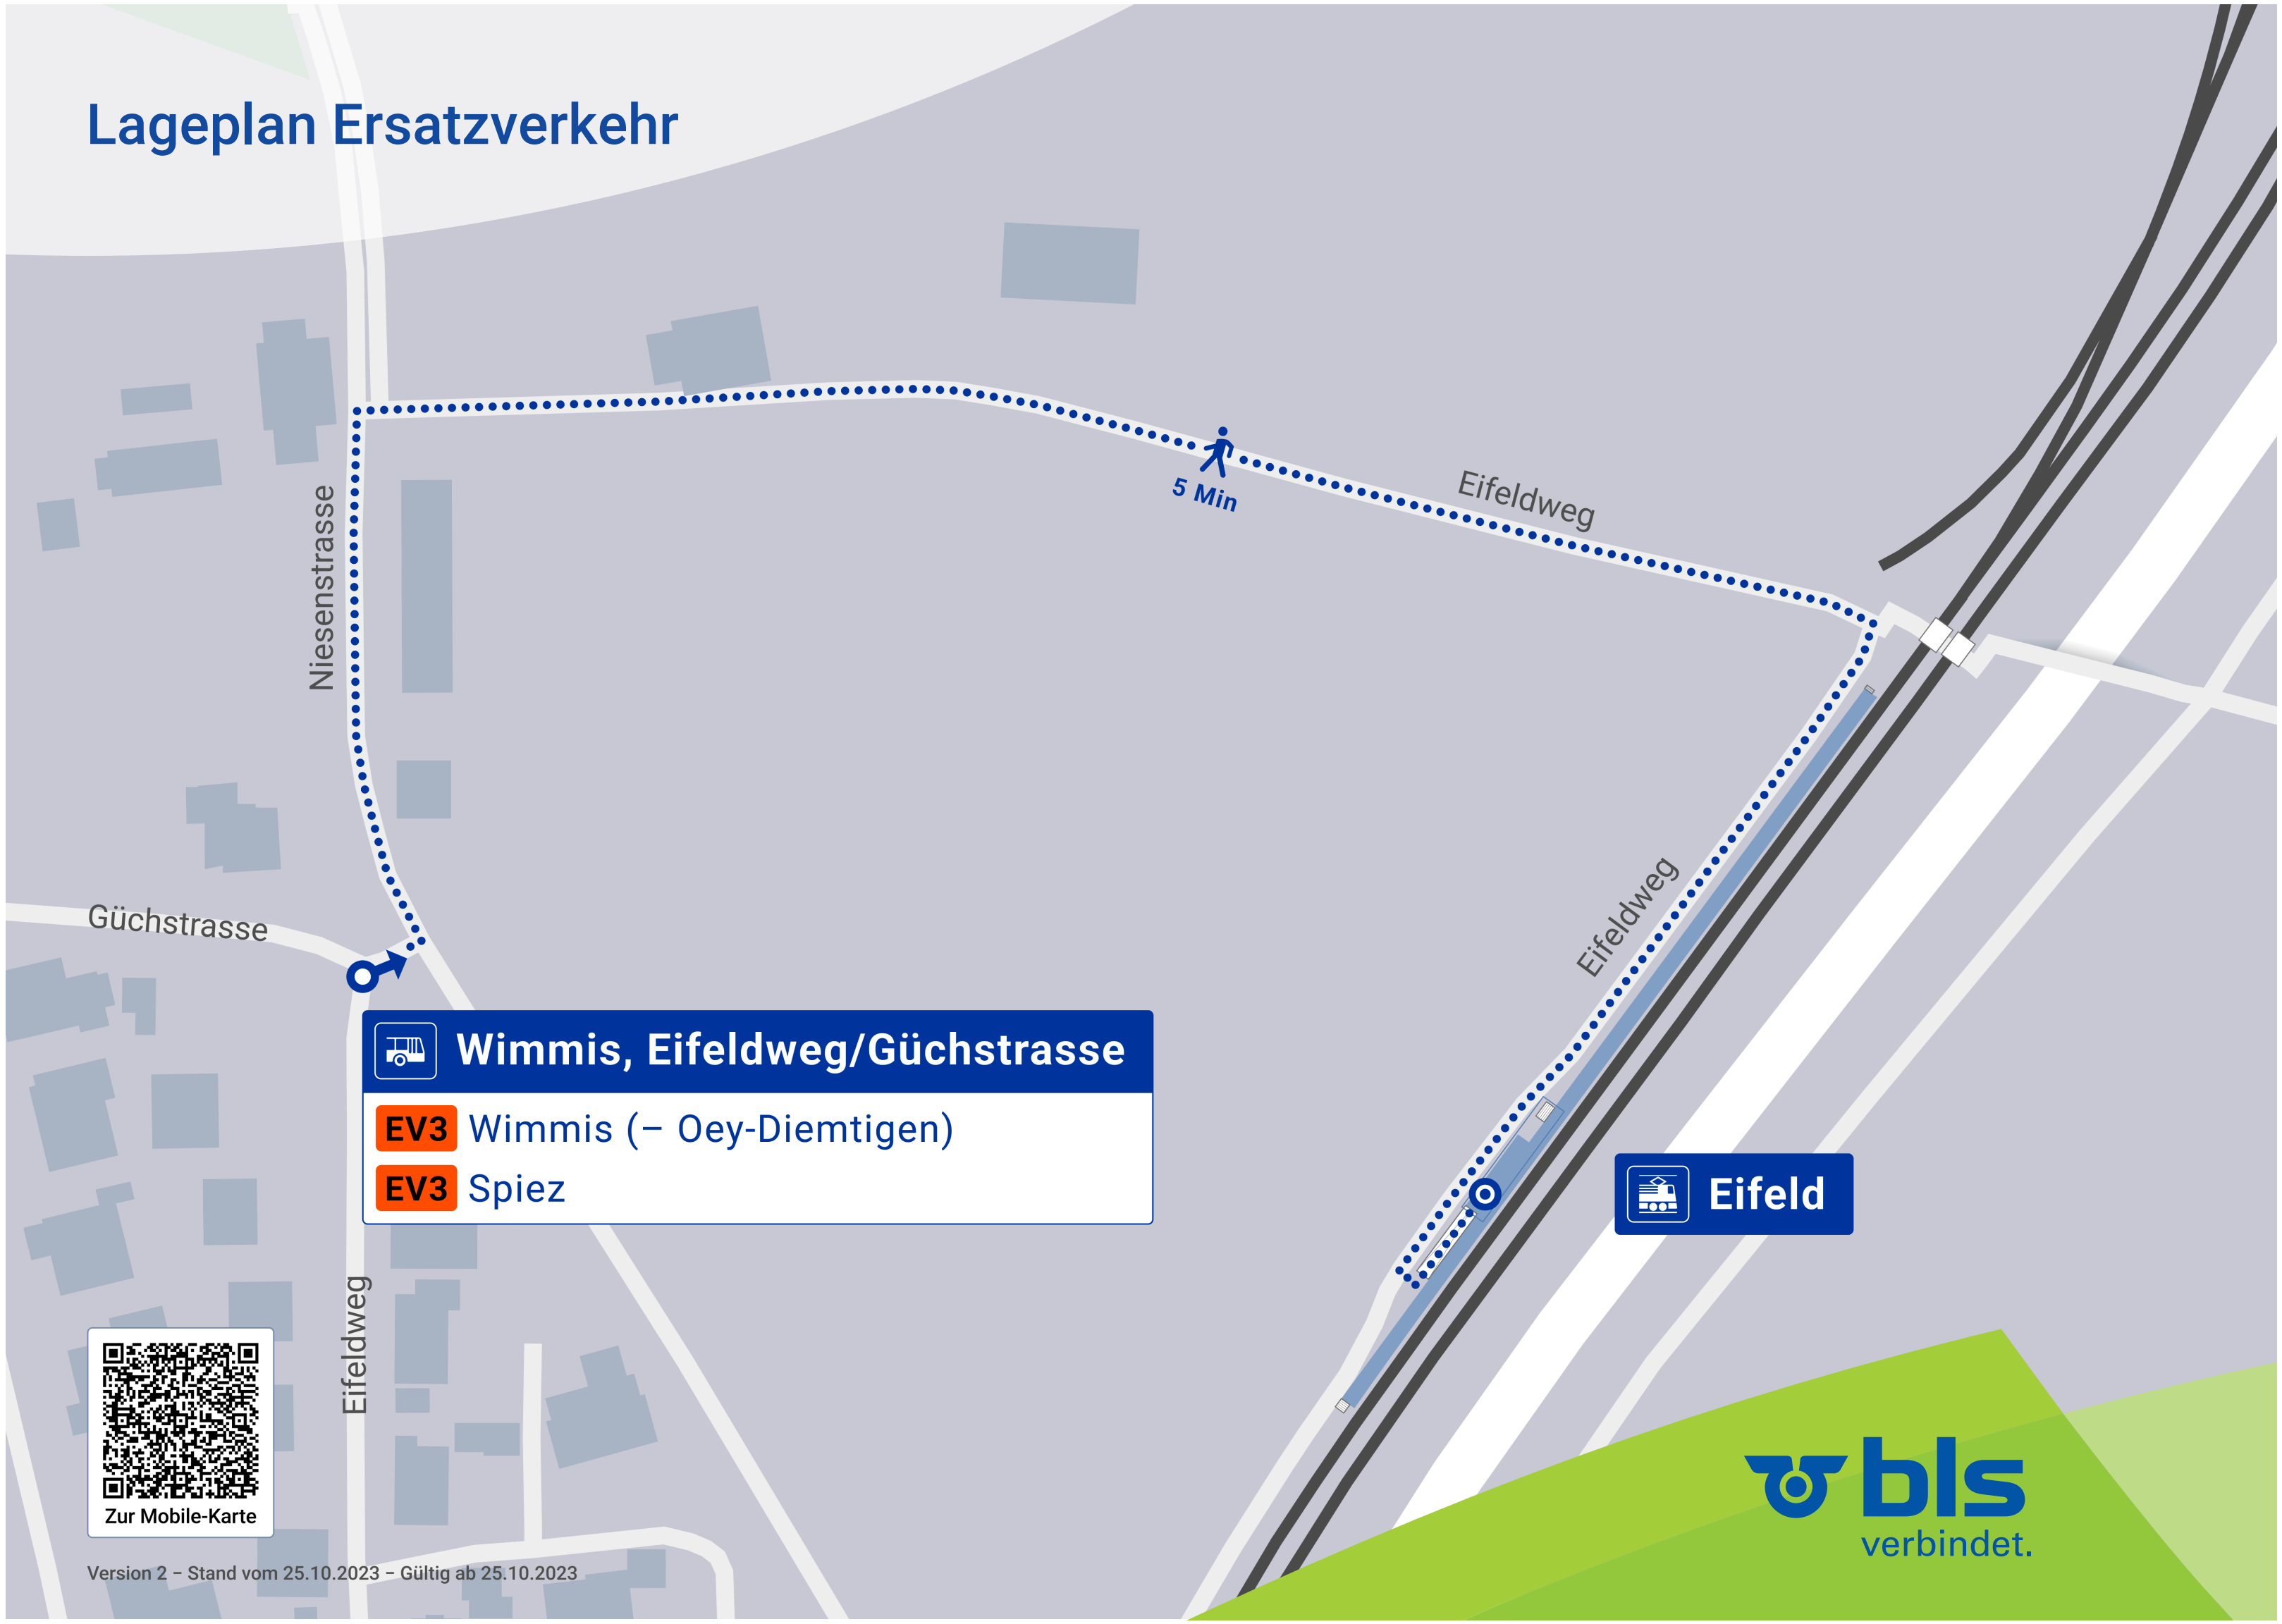 Lageplan Ersatzverkehr
5 Min
Eifeldweg
Niesenstrasse
Eifeldweg
Güchstrasse
Wimmis, Eifeldweg/Güchstrasse
EV3 Wimmis (– Oey-Diemtigen)
EV3 Spiez
Eifeld
Eifeldweg
Zur Mobile-Karte
bls
verbindet.
Version 2 – Stand vom 25.10.2023 – Gültig ab 25.10.2023